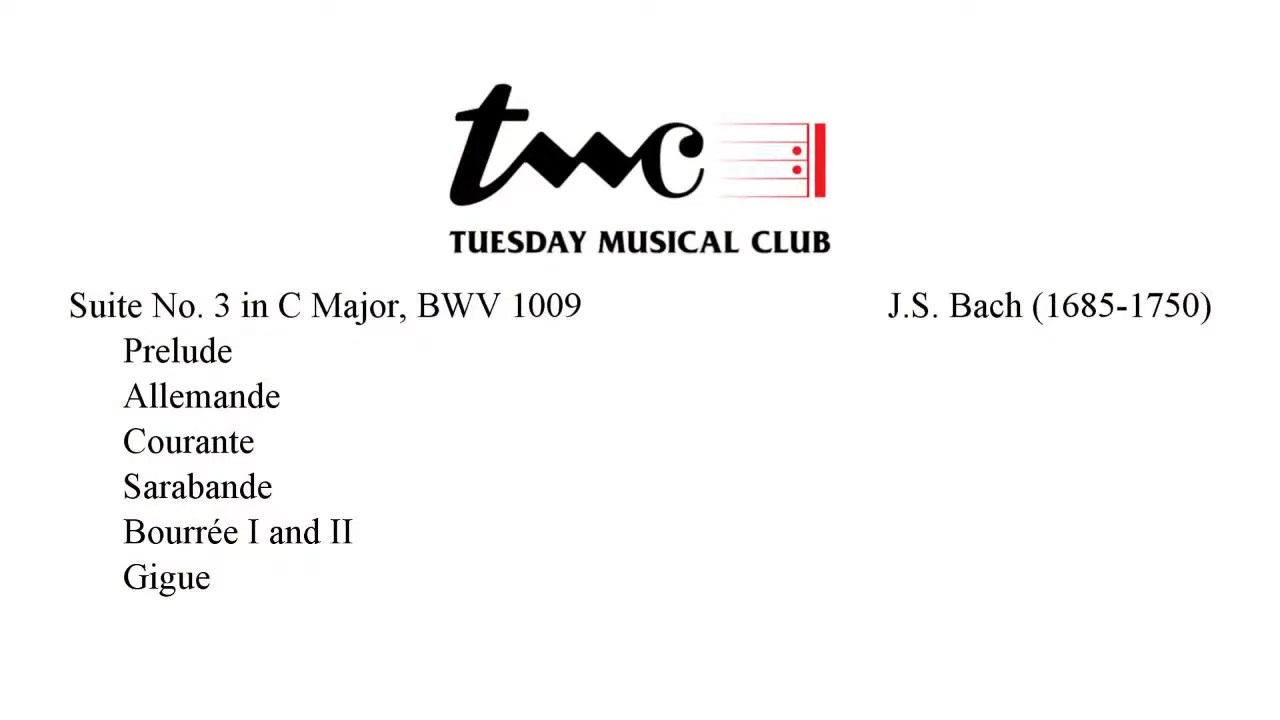 twc
TUESDAY MUSICAL CLUB
Suite No. 3 in C Major, BWV 1009 J.S. Bach (1685-1750)
Prelude
Allemande
Courante
Sarabande
Bourrée I and II
Gigue